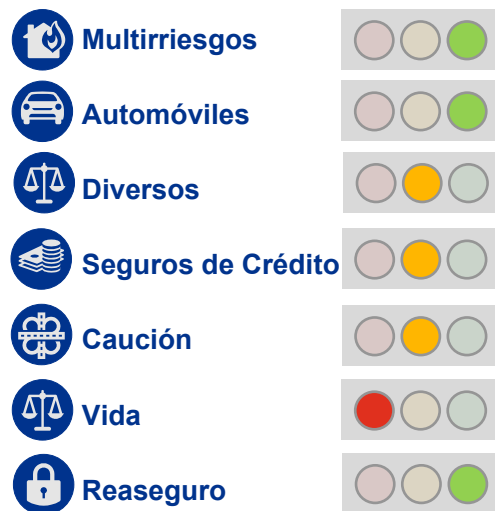 Multirriesgos
Automóviles
Diversos
Seguros de Crédito
Caución
Vida
Reaseguro